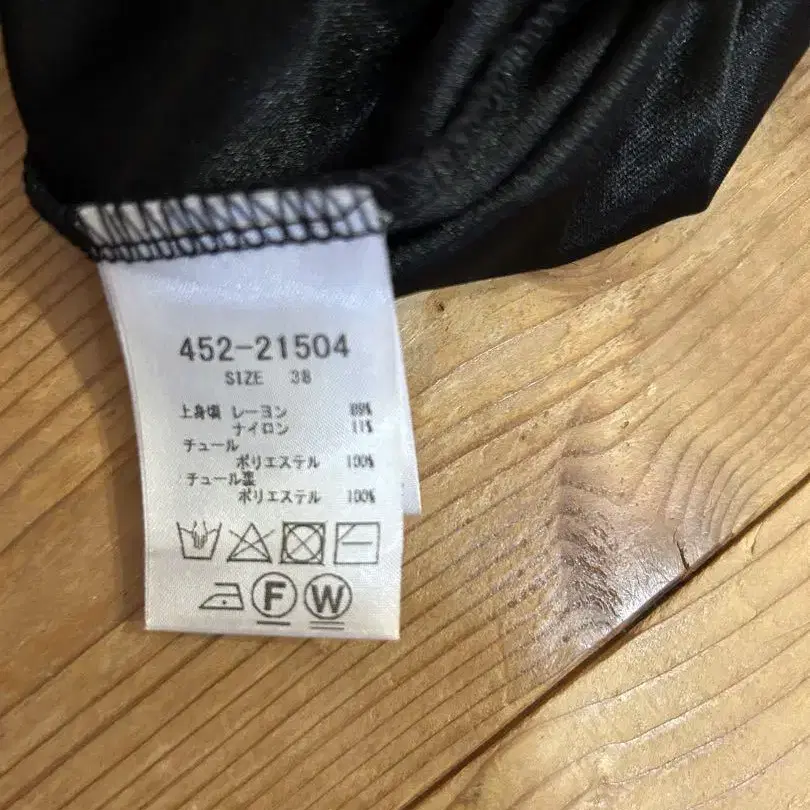 452-21504
SIZE 38
上身頃 レーヨン 89%
ナイロン 11%
チュール
ポリエステル 100%
チュール裏
ポリエステル 100%
F W